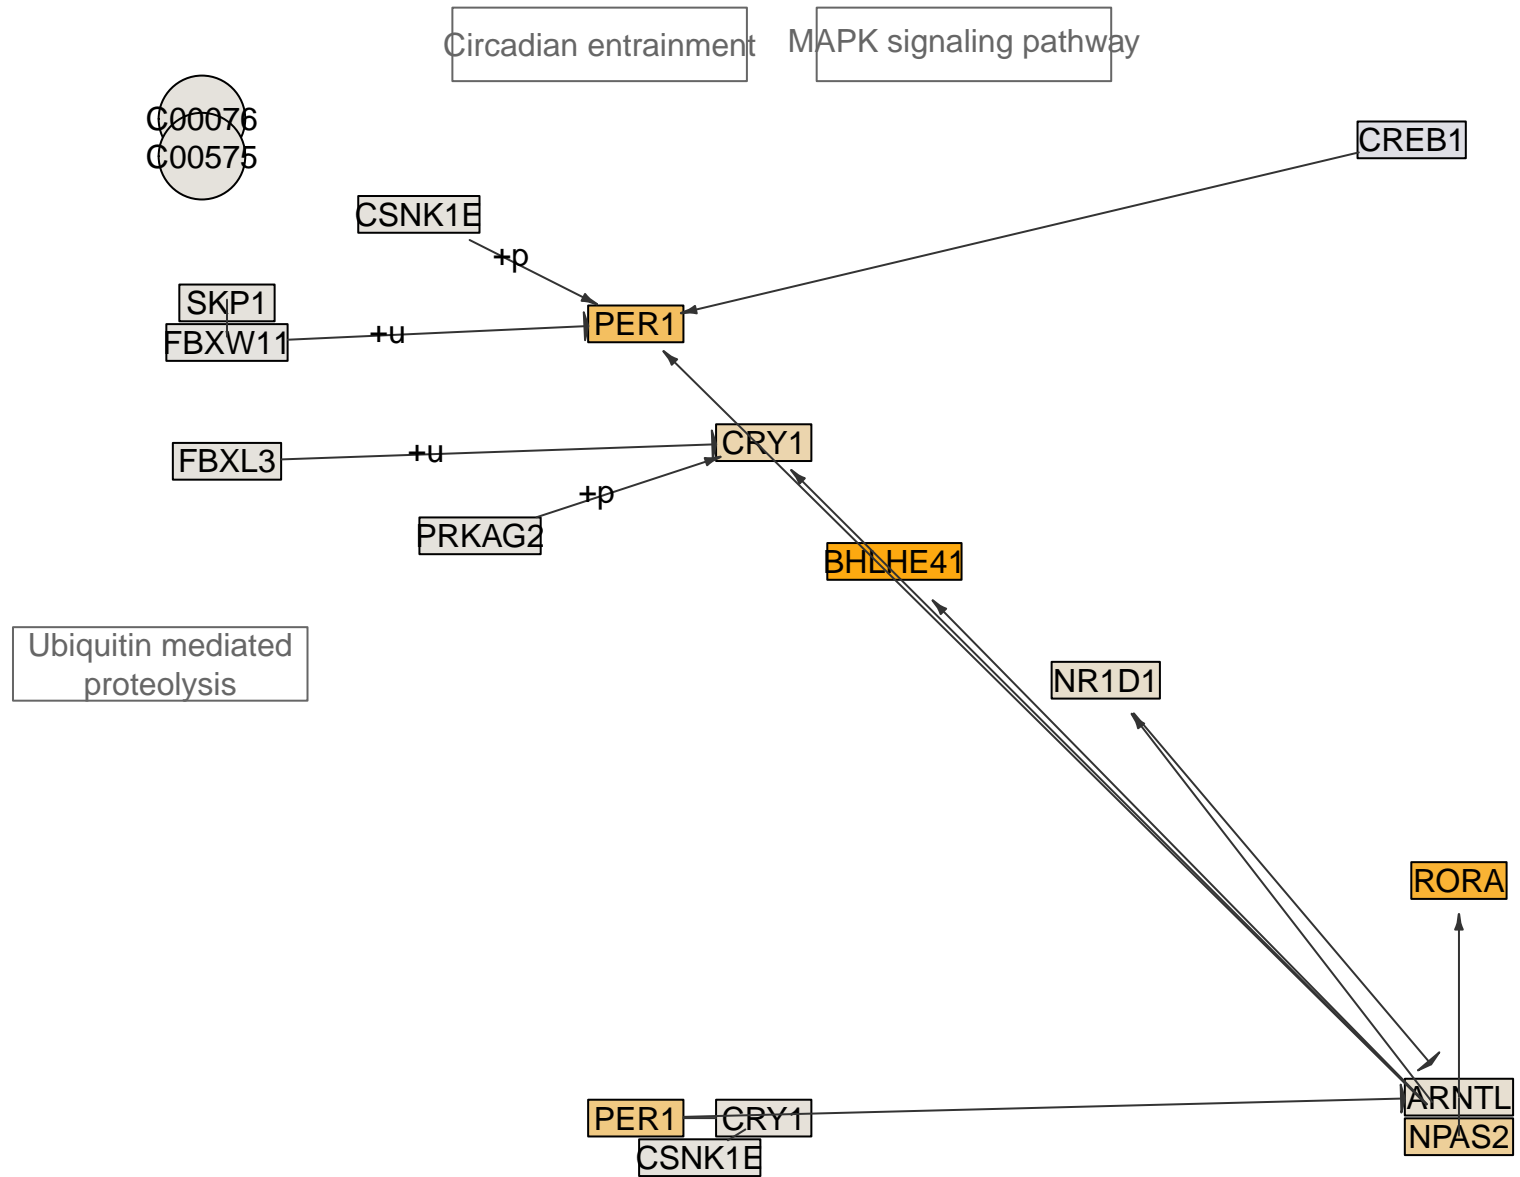 Circadian entrainment
MAPK signaling pathway
C00076
C00575
CREB1
CSNK1E
+p
SKP1
FBXW11
+u
PER1
CRY1
FBXL3
+u
+p
PRKAG2
BHLHE41
Ubiquitin mediated
proteolysis
NR1D1
RORA
ARNTL
NPAS2
PER1
CRY1
CSNK1E